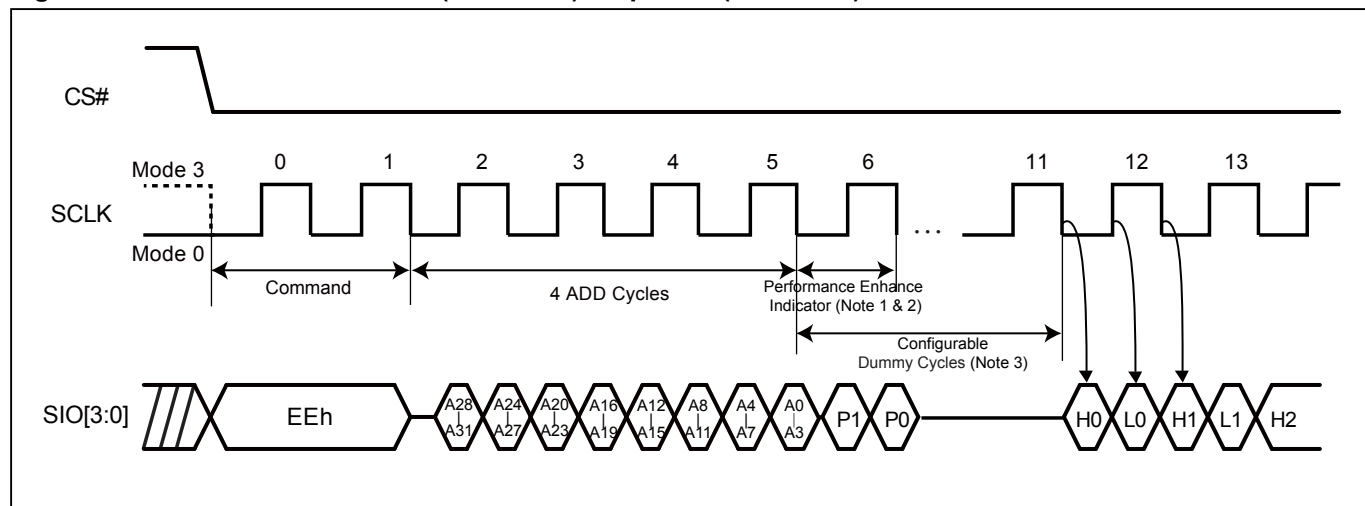 CS#
Mode 3
0 1 2 3 4 5 6 11 12 13
SCLK
...
Mode 0
Command
4 ADD Cycles
Performance Enhance
Indicator (Note 1 & 2)
Configurable
Dummy Cycles (Note 3)
SIO[3:0]
EEh
A28 | A31
A24 | A27
A20 | A23
A16 | A19
A12 | A15
A8 | A11
A4 | A7
A0 | A3
P1 P0
H0 L0 H1 L1 H2